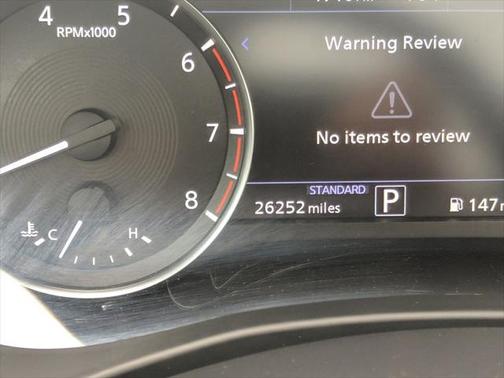 4 5
RPMx1000
6
7
8
C H
Warning Review
No items to review
STANDARD
26252 miles P 147